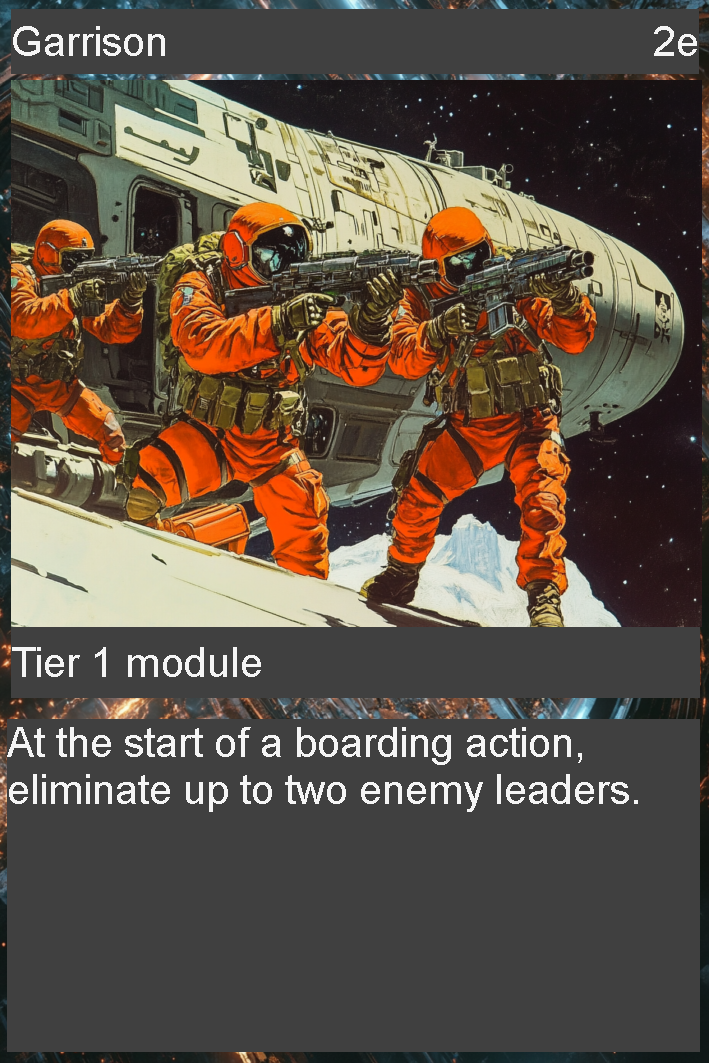 Garrison 2e
Tier 1 module
At the start of a boarding action,
eliminate up to two enemy leaders.